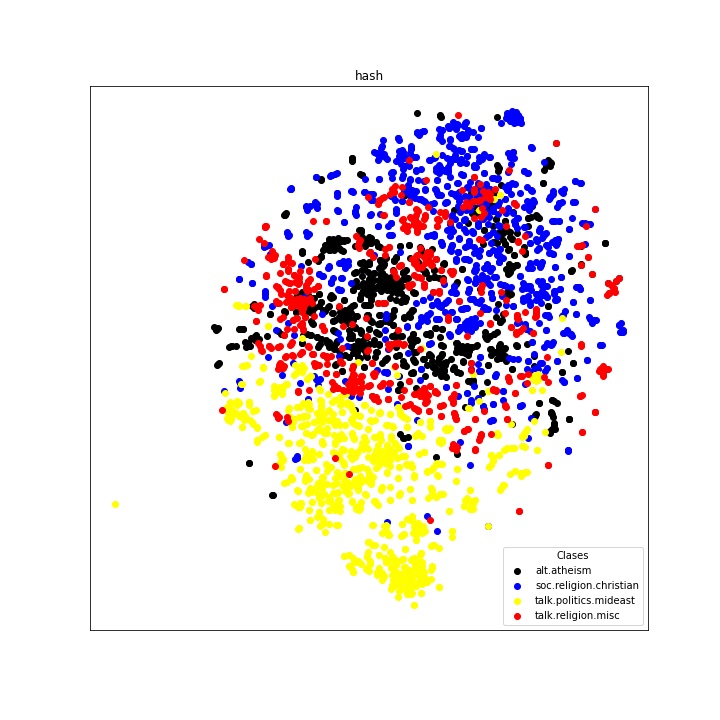 hash
Clases
alt.atheism
soc.religion.christian
talk.politics.mideast
talk.religion.misc